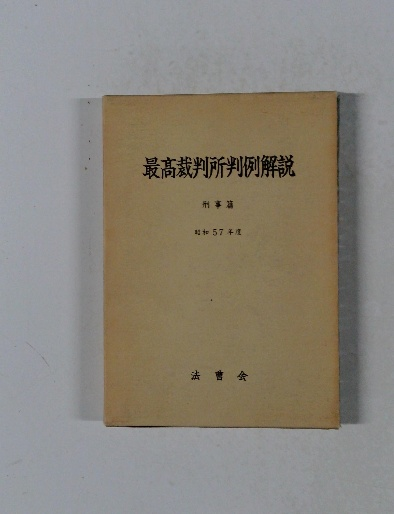 最高裁判所判例解説
刑事篇
昭和57年度
法曹会